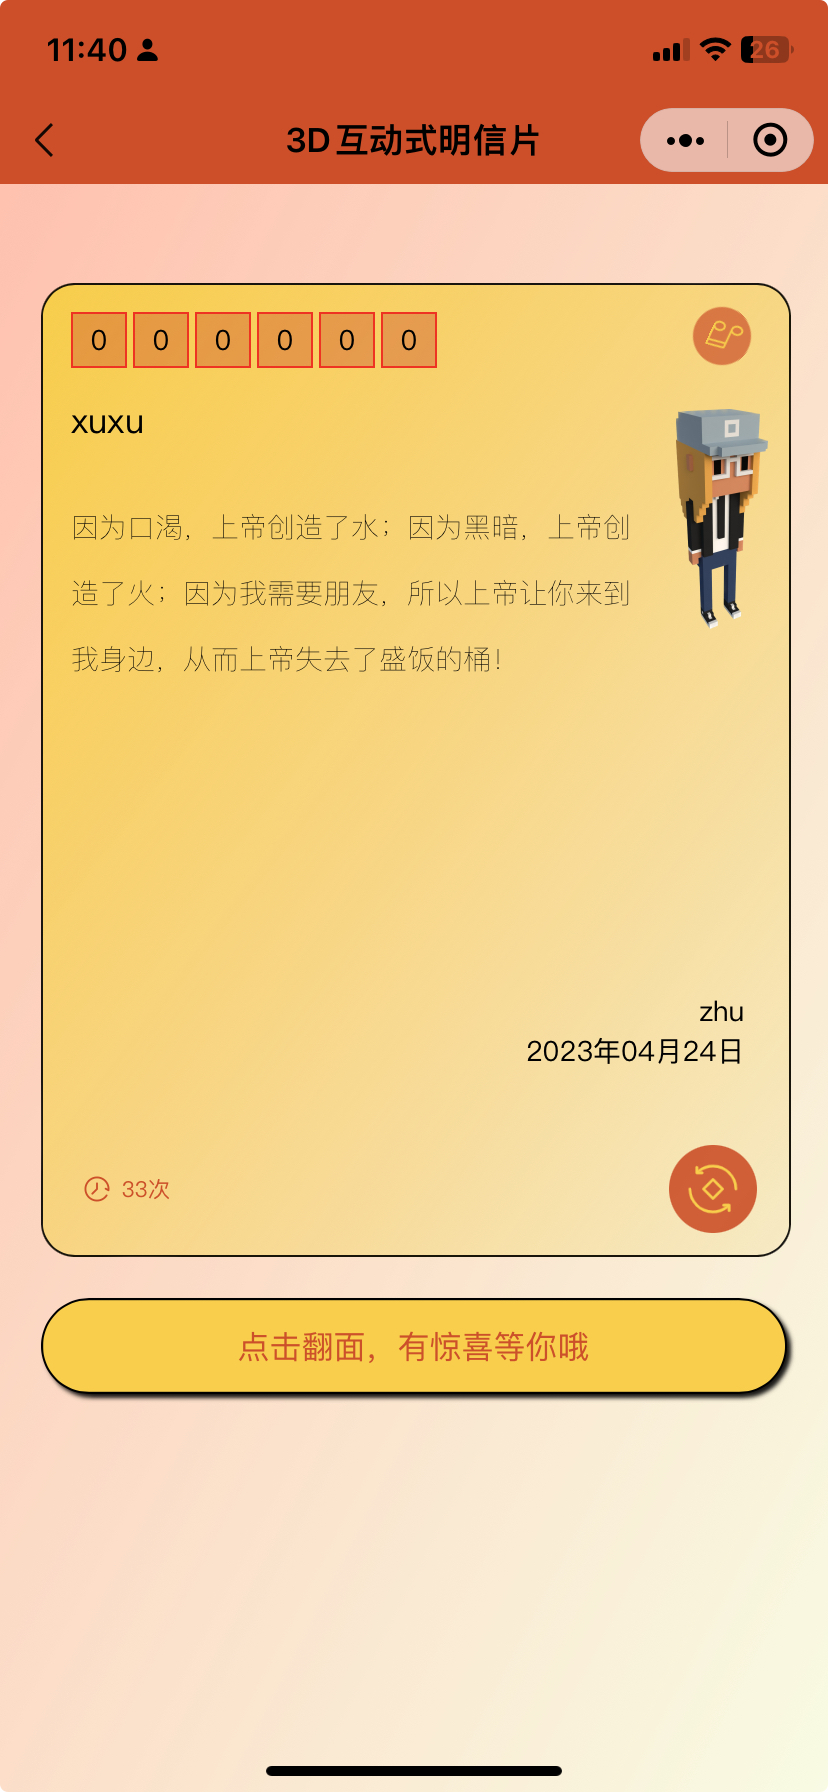 11:40
26
3D互动式明信片
0 0 0 0 0 0
xuxu
因为口渴，上帝创造了水；因为黑暗，上帝创
造了火；因为我需要朋友，所以上帝让你来到
我身边，从而上帝失去了盛饭的桶！
zhu
2023年04月24日
33次
点击翻面，有惊喜等你哦